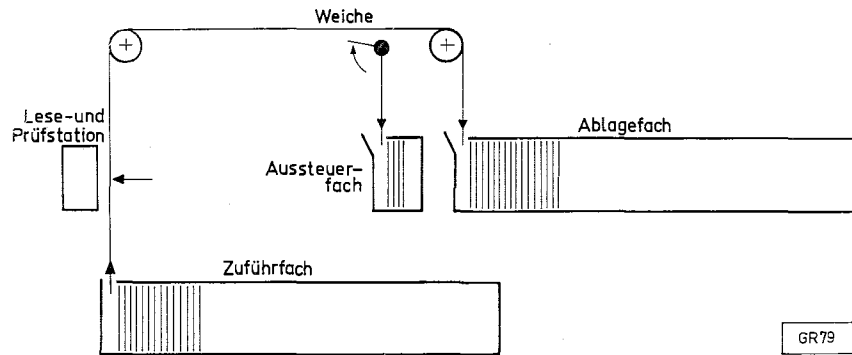 Weiche
Lese-und
Prüfstation
Ablagefach
Aussteuer-
fach
Zuführfach
GR79